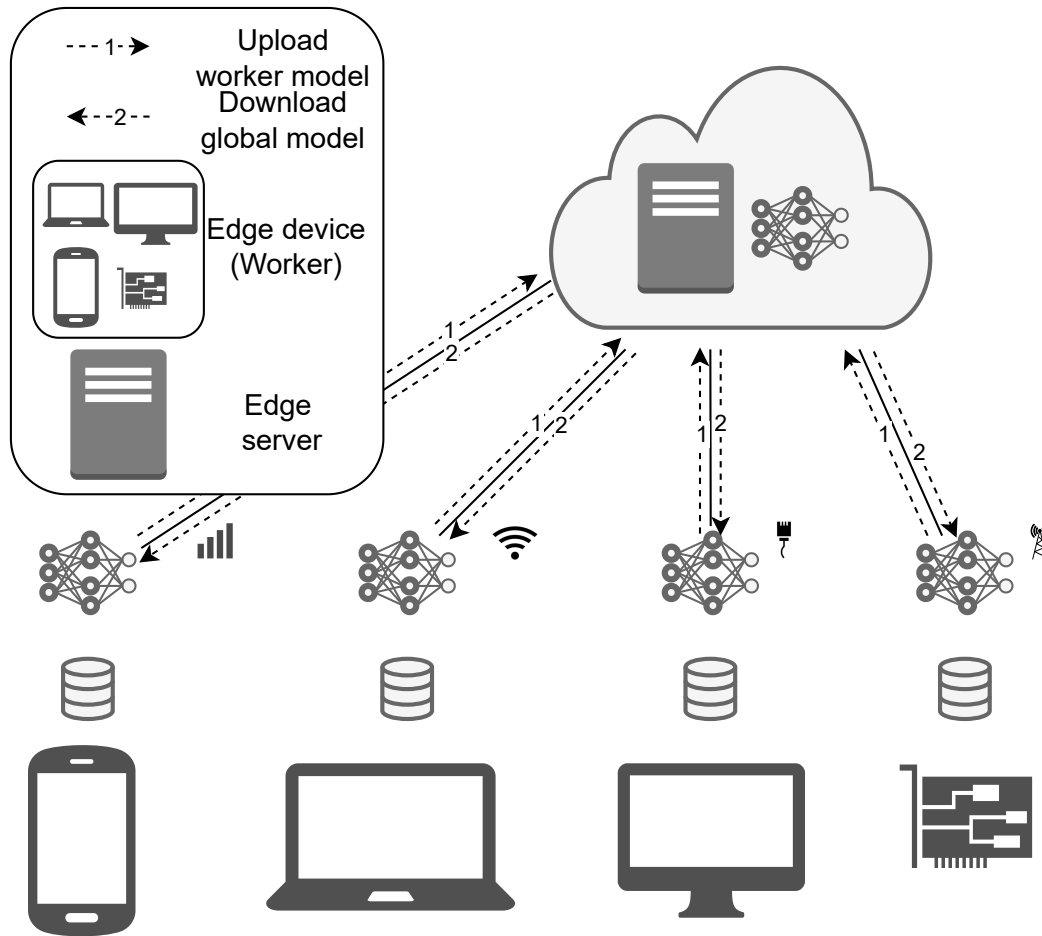 1
Upload
worker model
2
Download
global model
Edge device
(Worker)
Edge
server
1
2
1
2
1
2
1
2